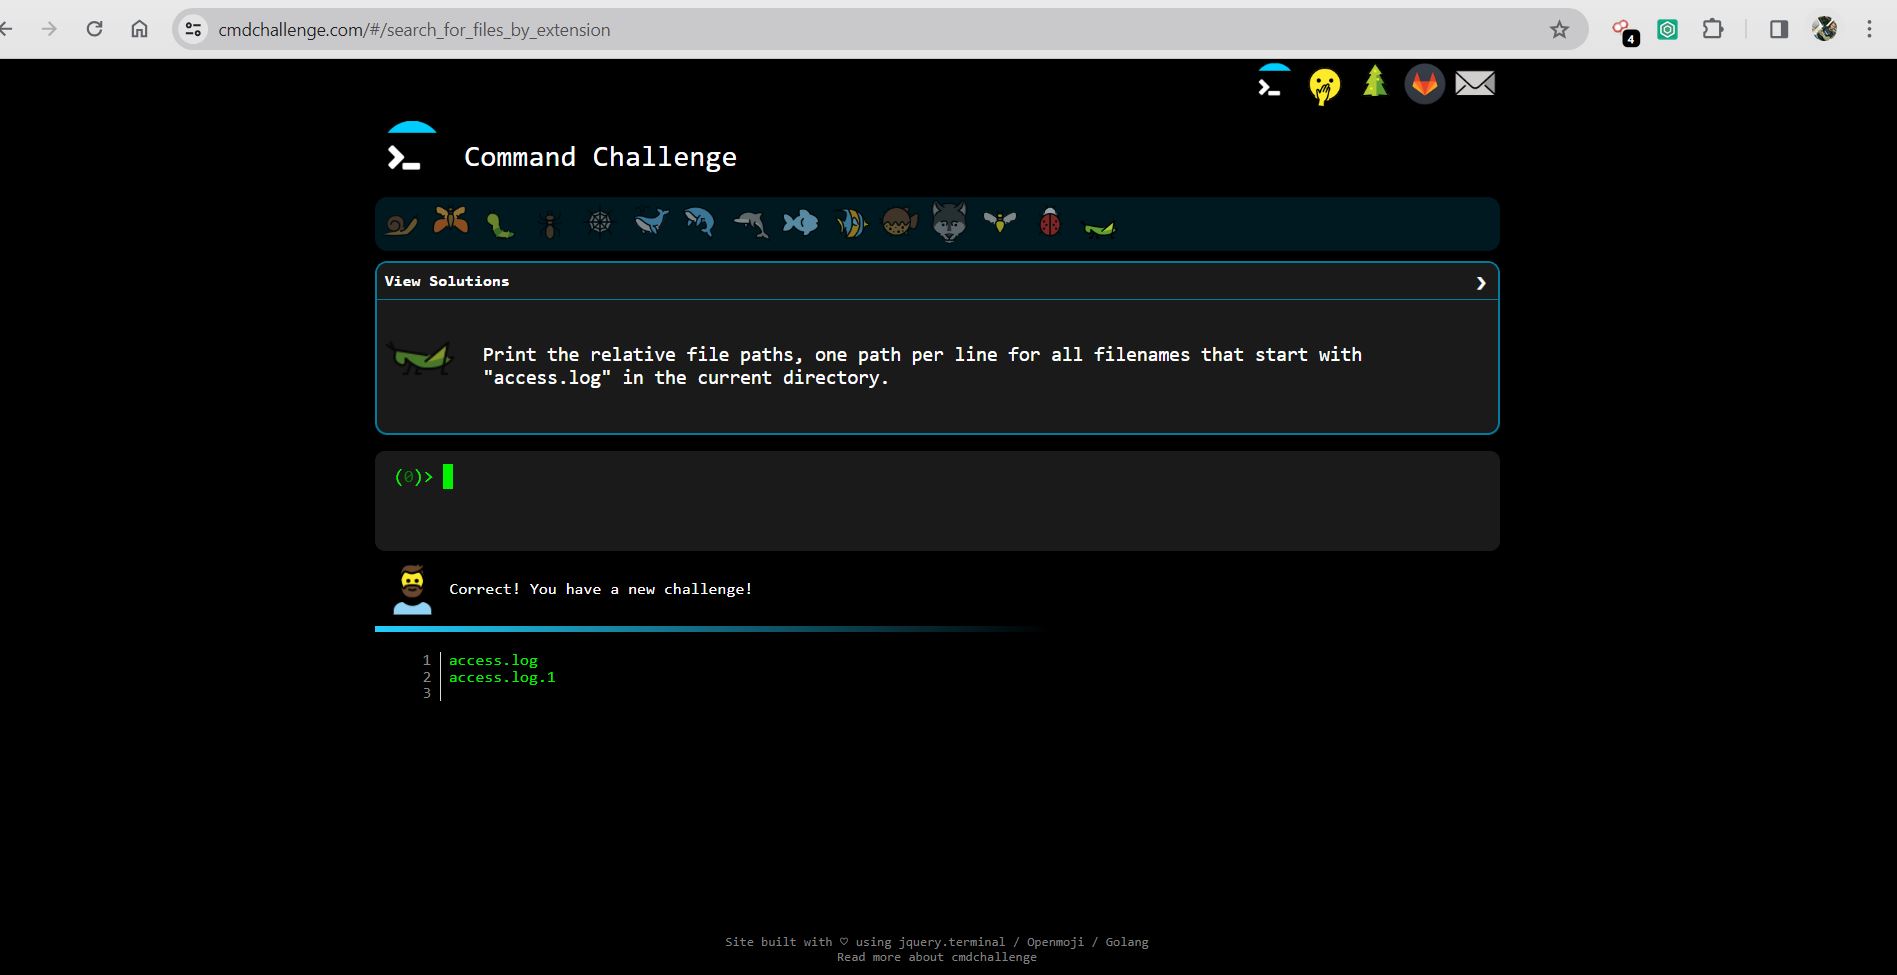 cmdchallenge.com/#/search_for_files_by_extension
4
Command Challenge
View Solutions
Print the relative file paths, one path per line for all filenames that start with
"access.log" in the current directory.
(0)>
Correct! You have a new challenge!
1 access.log
2 access.log.1
3
Site built with ♡ using jquery.terminal / Openmoji / Golang
Read more about cmdchallenge